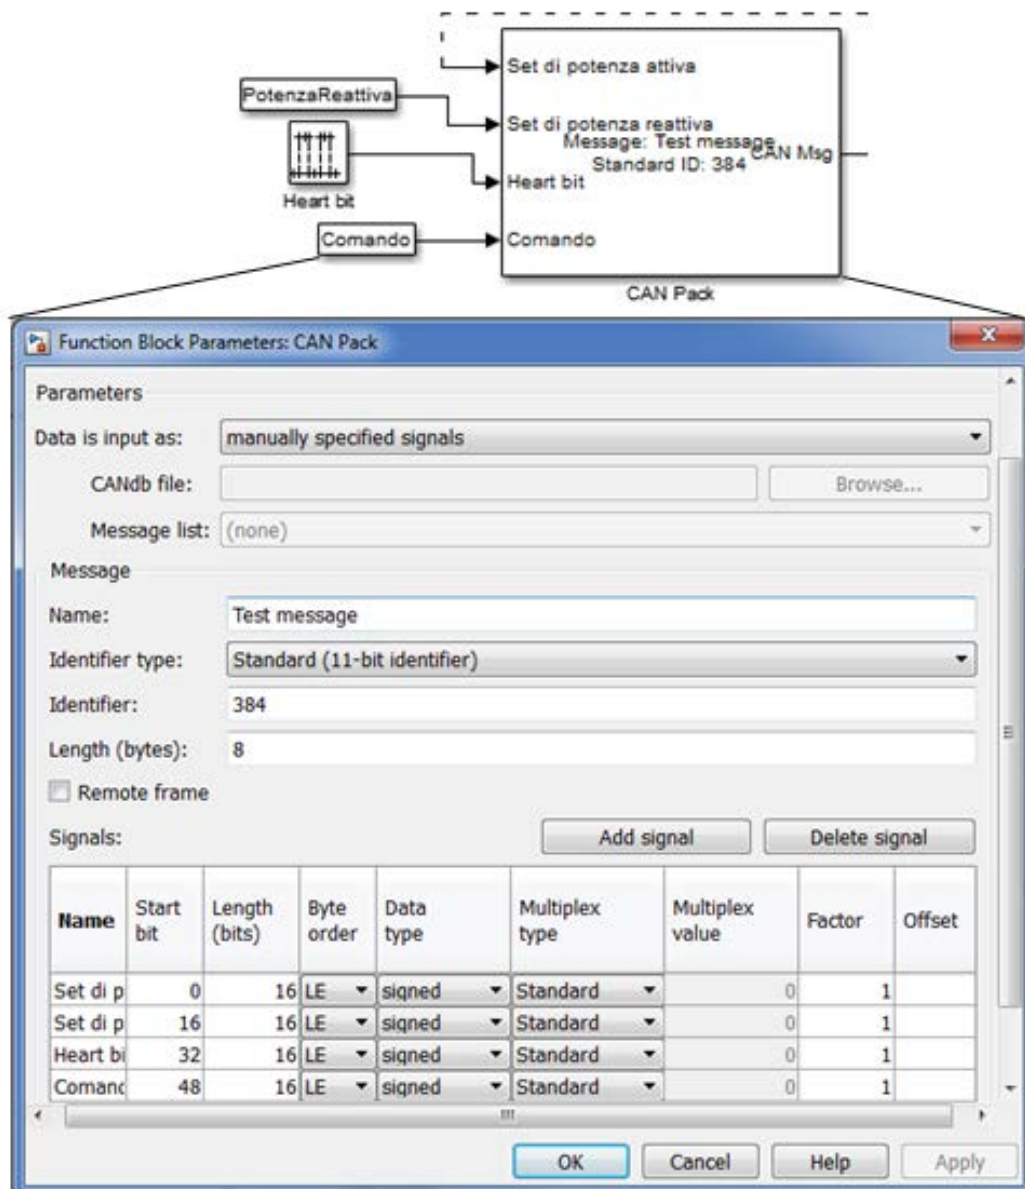 Set di potenza attiva
PotenzaReattiva
Set di potenza reattiva
Message: Test message
CAN Msg
Standard ID: 384
Heart bit
Heart bit
Comando
Comando
CAN Pack
Function Block Parameters: CAN Pack
Parameters
Data is input as: manually specified signals
CANdb file: Browse...
Message list: (none)
Message
Name: Test message
Identifier type: Standard (11-bit identifier)
Identifier: 384
Length (bytes): 8
Remote frame
Signals: Add signal Delete signal
Name Start bit Length (bits) Byte order Data type Multiplex type Multiplex value Factor Offset
Set di p 0 16 LE signed Standard 0 1
Set di p 16 16 LE signed Standard 0 1
Heart bi 32 16 LE signed Standard 0 1
Comand 48 16 LE signed Standard 0 1
OK Cancel Help Apply